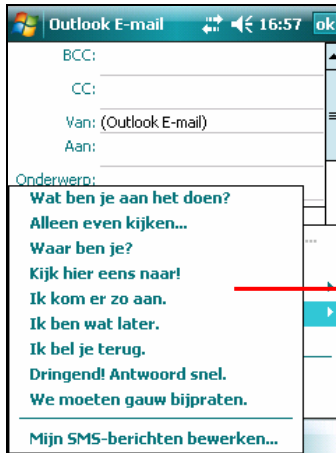 Outlook E-mail 16:57 ok
BCC:
CC:
Van: (Outlook E-mail)
Aan:
Onderwerp:
Wat ben je aan het doen?
Alleen even kijken...
Waar ben je?
Kijk hier eens naar!
Ik kom er zo aan.
Ik ben wat later.
Ik bel je terug.
Dringend! Antwoord snel.
We moeten gauw bijpraten.
Mijn SMS-berichten bewerken...